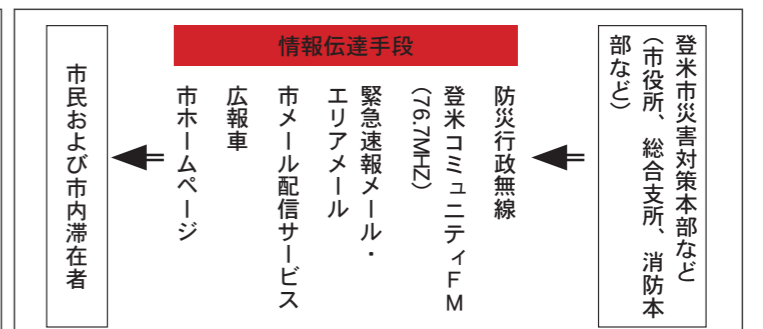 情報伝達手段
登米市災害対策本部など
（市役所、総合支所、消防本
部など）
防災行政無線
登米コミュニティFM
(76.7MHZ)
緊急速報メール・
エリアメール
市メール配信サービス
広報車
市ホームページ
市民および市内滞在者